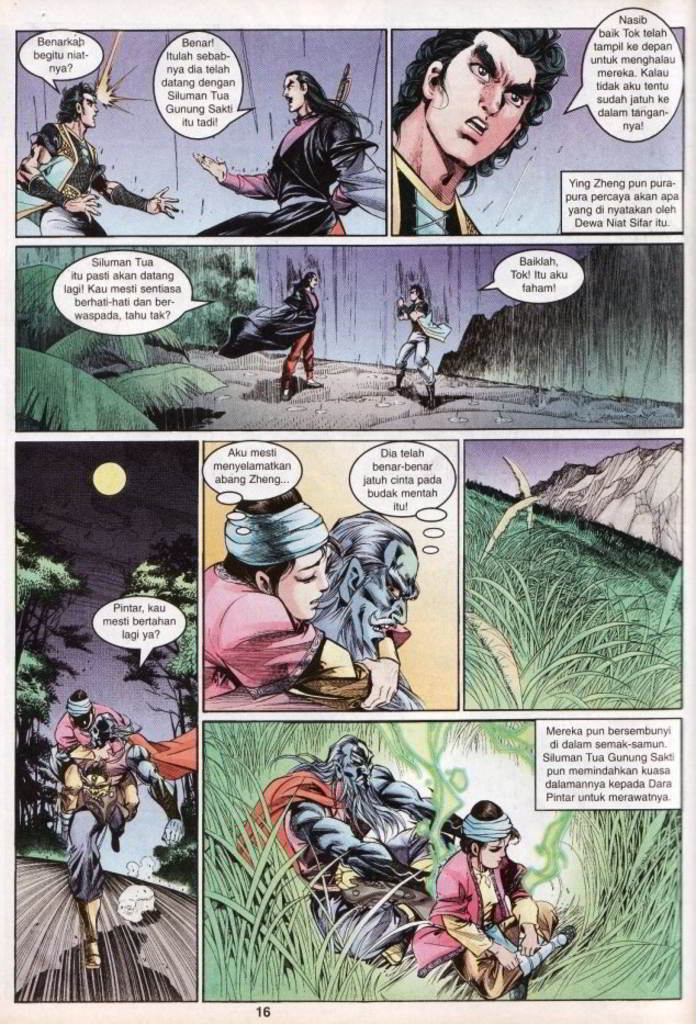 Benarkah
begitu niat-
nya?
Benar!
Itulah sebab-
nya dia telah
datang dengan
Siluman Tua
Gunung Sakti
itu tadi!
Nasib
baik Tok telah
tampil ke depan
untuk menghalau
mereka. Kalau
tidak aku tentu
sudah jatuh ke
dalam tangan-
nya!
Ying Zheng pun pura-
pura percaya akan apa
yang di nyatakan oleh
Dewa Niat Sifar itu.
Siluman Tua
itu pasti akan datang
lagi! Kau mesti sentiasa
berhati-hati dan ber-
waspada, tahu tak?
Baiklah,
Tok! Itu aku
faham!
Pintar, kau
mesti bertahan
lagi ya?
Aku mesti
menyelamatkan
abang Zheng...
Dia telah
benar-benar
jatuh cinta pada
budak mentah
itu!
Mereka pun bersembunyi
di dalam semak-samun.
Siluman Gunung Sakti
pun memindahkan kuasa
dalamannya kepada Dara
Pintar untuk merawatnya.
16